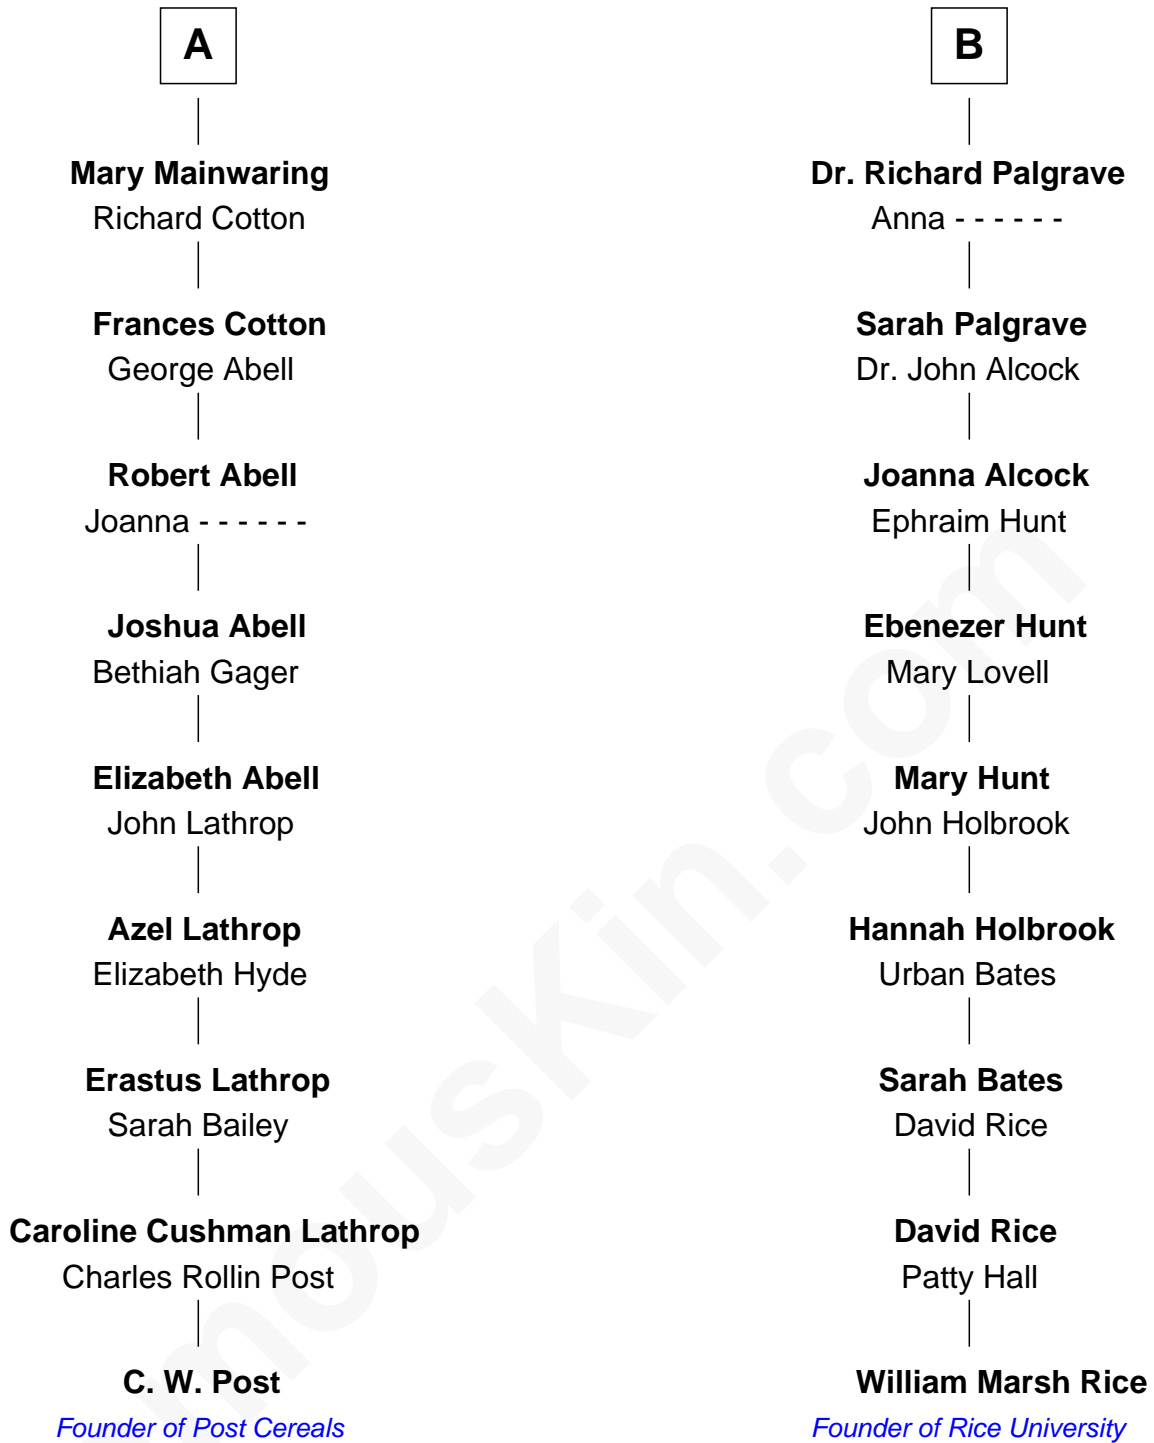 A
Mary Mainwaring
Richard Cotton
Frances Cotton
George Abell
Robert Abell
Joanna - - - - - -
Joshua Abell
Bethiah Gager
Elizabeth Abell
John Lathrop
Azel Lathrop
Elizabeth Hyde
Erastus Lathrop
Sarah Bailey
Caroline Cushman Lathrop
Charles Rollin Post
C. W. Post
Founder of Post Cereals
B
Dr. Richard Palgrave
Anna - - - - - -
Sarah Palgrave
Dr. John Alcock
Joanna Alcock
Ephraim Hunt
Ebenezer Hunt
Mary Lovell
Mary Hunt
John Holbrook
Hannah Holbrook
Urban Bates
Sarah Bates
David Rice
David Rice
Patty Hall
William Marsh Rice
Founder of Rice University
mousKin.com